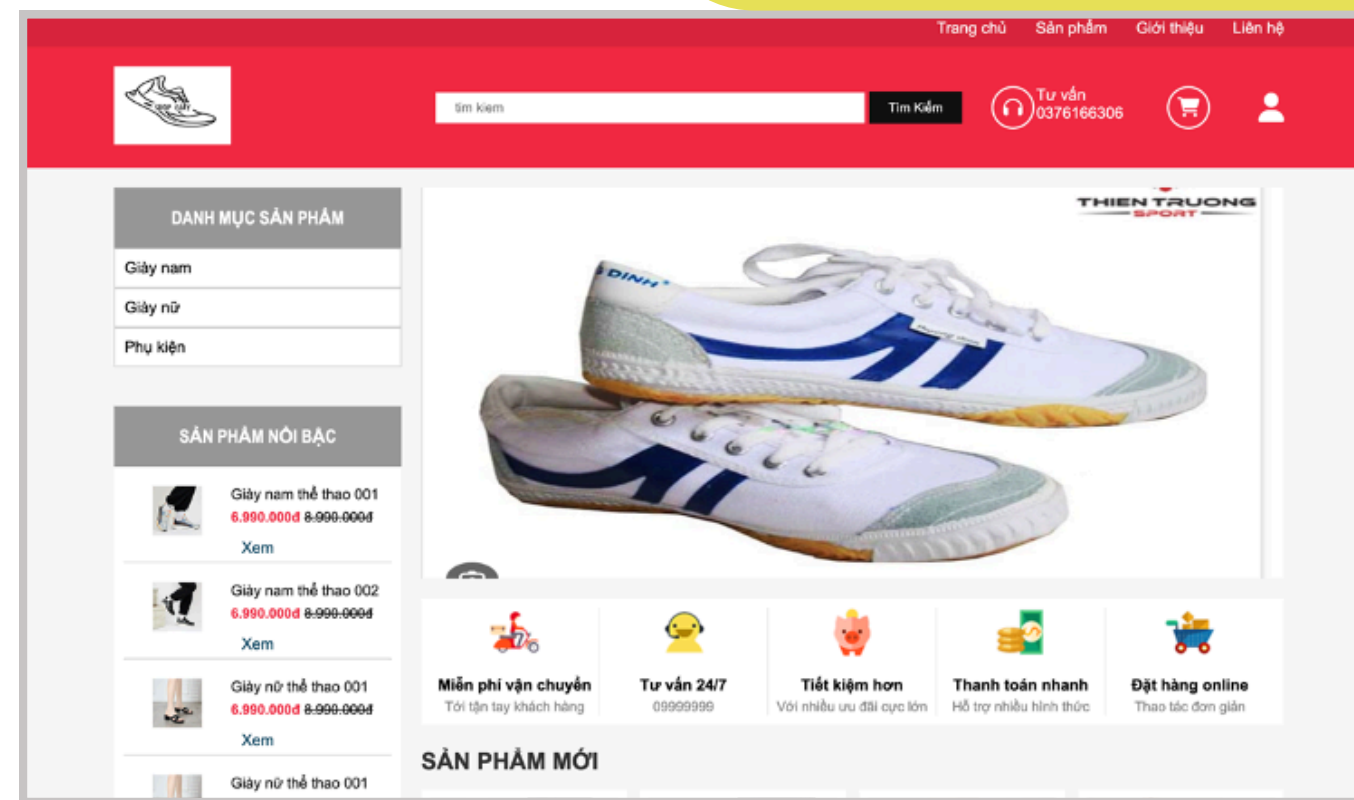 Trang chủ Sản phẩm Giới thiệu Liên hệ
SHOP GIÀY
tim kiem
Tìm Kiếm
Tư vấn
0376166306
DANH MỤC SẢN PHẨM
Giày nam
Giày nữ
Phụ kiện
SẢN PHẨM NỔI BẬC
Giày nam thể thao 001
6.990.000đ 8.990.000đ
Xem
Giày nam thể thao 002
6.990.000đ 8.990.000đ
Xem
Giày nữ thể thao 001
6.990.000đ 8.990.000đ
Xem
Giày nữ thể thao 001
THIEN TRUONG
SPORT
DINH
Miễn phí vận chuyển
Tới tận tay khách hàng
Tư vấn 24/7
09999999
Tiết kiệm hơn
Với nhiều ưu đãi cực lớn
Thanh toán nhanh
Hỗ trợ nhiều hình thức
Đặt hàng online
Thao tác đơn giản
SẢN PHẨM MỚI